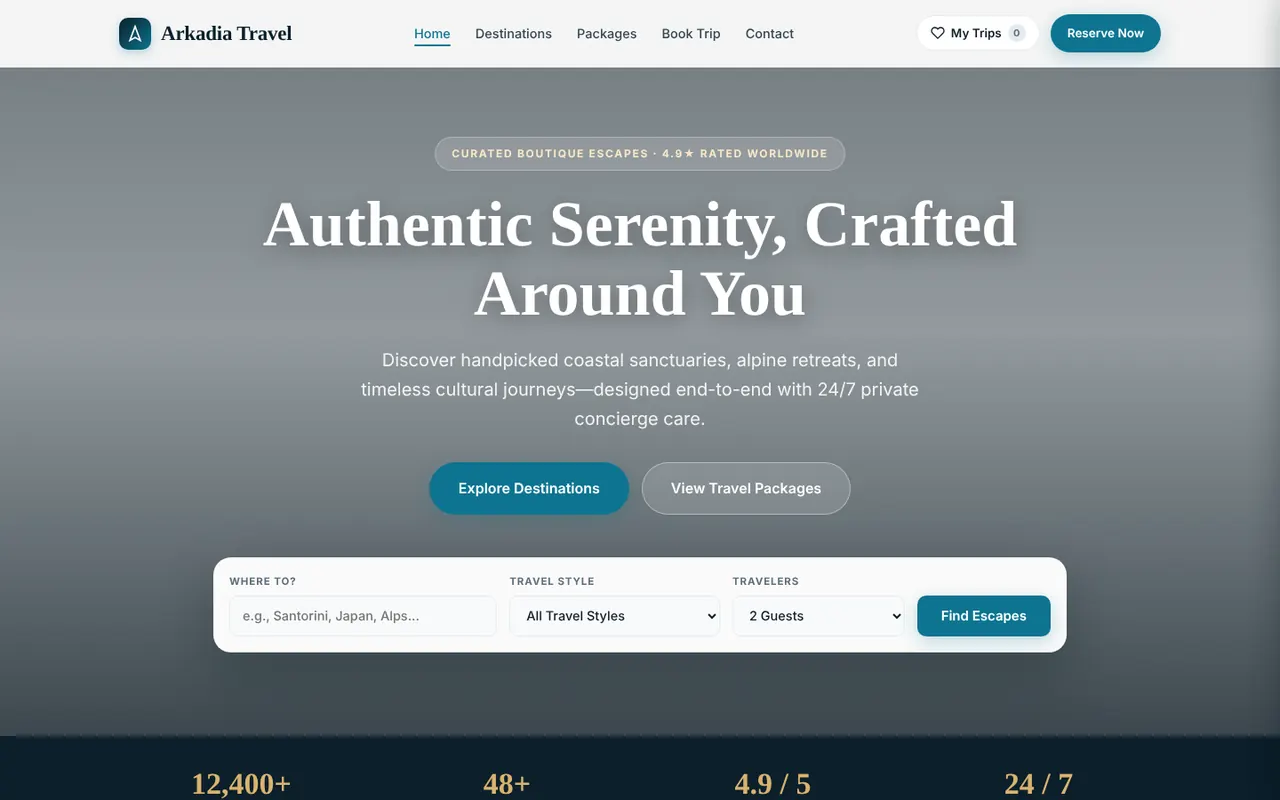 Arkadia Travel
Home
Destinations
Packages
Book Trip
Contact
My Trips 0
Reserve Now
CURATED BOUTIQUE ESCAPES · 4.9★ RATED WORLDWIDE
Authentic Serenity, Crafted
Around You
Discover handpicked coastal sanctuaries, alpine retreats, and
timeless cultural journeys—designed end-to-end with 24/7 private
concierge care.
Explore Destinations
View Travel Packages
WHERE TO?
e.g., Santorini, Japan, Alps...
TRAVEL STYLE
All Travel Styles
TRAVELERS
2 Guests
Find Escapes
12,400+
48+
4.9 / 5
24 / 7